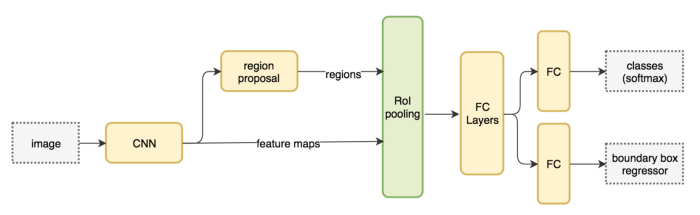 image
CNN
region
proposal
regions
feature maps
RoI
pooling
FC
Layers
FC
classes
(softmax)
FC
boundary box
regressor